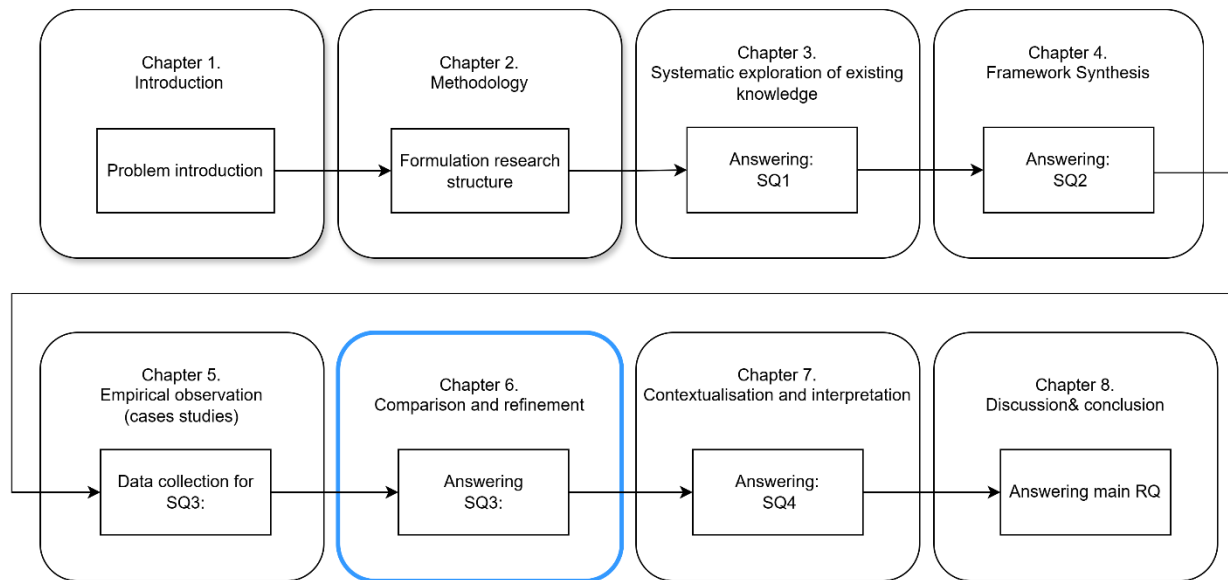 Chapter 1.
Introduction
Problem introduction
Chapter 2.
Methodology
Formulation research
structure
Chapter 3.
Systematic exploration of existing
knowledge
Answering:
SQ1
Chapter 4.
Framework Synthesis
Answering:
SQ2
Chapter 5.
Empirical observation
(cases studies)
Data collection for
SQ3:
Chapter 6.
Comparison and refinement
Answering
SQ3:
Chapter 7.
Contextualisation and interpretation
Answering:
SQ4
Chapter 8.
Discussion& conclusion
Answering main RQ